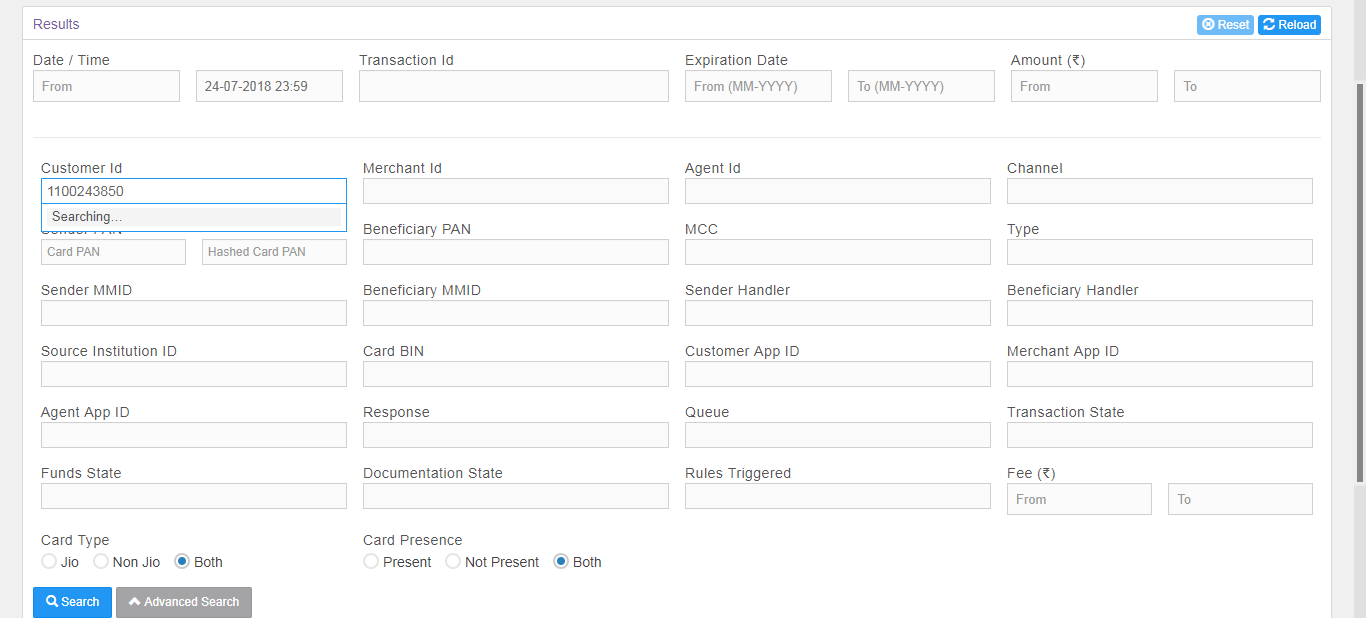 Results
Reset Reload
Date / Time Transaction Id Expiration Date Amount (₹)
From 24-07-2018 23:59 From (MM-YYYY) To (MM-YYYY) From To
Customer Id Merchant Id Agent Id Channel
1100243850
Searching…
Sender PAN Beneficiary PAN MCC Type
Card PAN Hashed Card PAN
Sender MMID Beneficiary MMID Sender Handler Beneficiary Handler
Source Institution ID Card BIN Customer App ID Merchant App ID
Agent App ID Response Queue Transaction State
Funds State Documentation State Rules Triggered Fee (₹)
From To
Card Type Card Presence
Jio Non Jio Both Present Not Present Both
Search Advanced Search